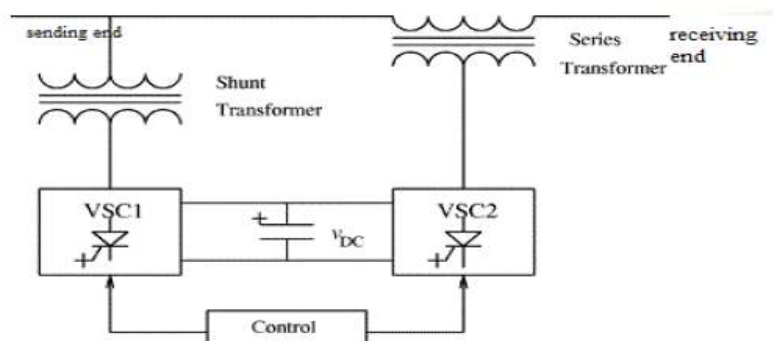 sending end
Series
Transformer
receiving
end
Shunt
Transformer
VSC1
+
VDC
VSC2
Control